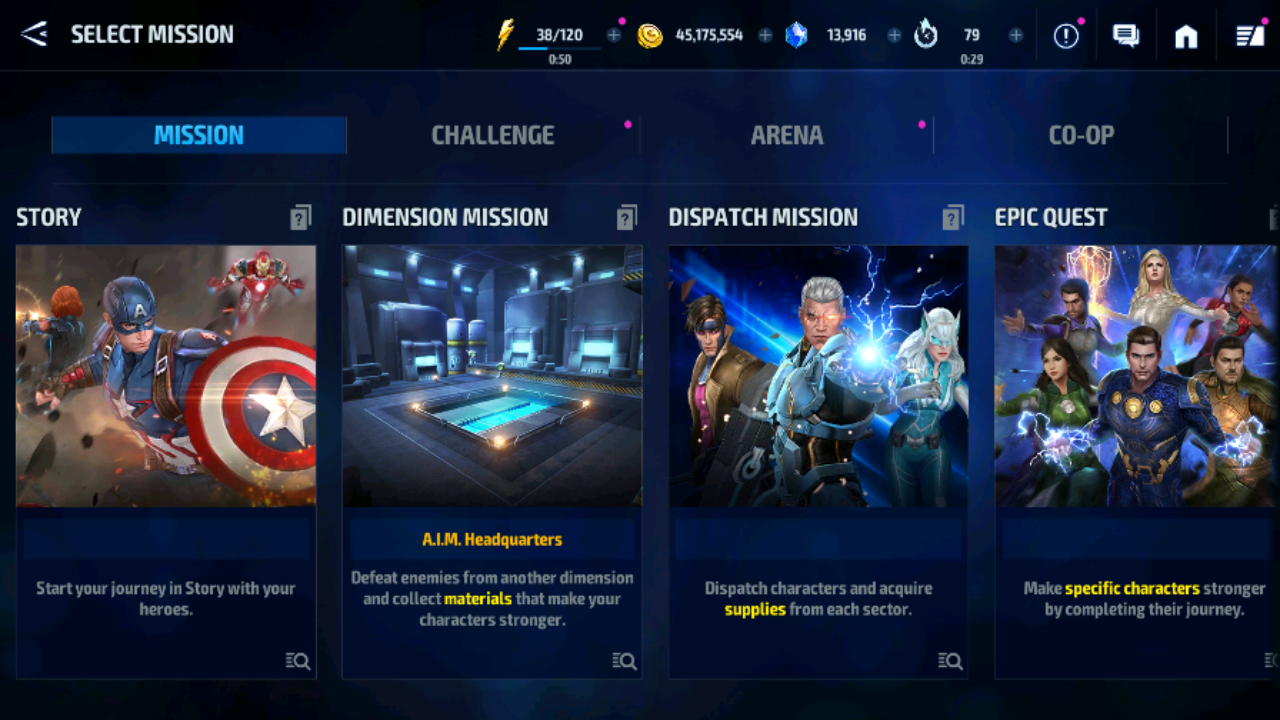 SELECT MISSION
38/120
0:50
45,175,554
13,916
79
0:29
MISSION
CHALLENGE
ARENA
CO-OP
STORY
DIMENSION MISSION
DISPATCH MISSION
EPIC QUEST
A.I.M. Headquarters
Start your journey in Story with your
heroes.
Defeat enemies from another dimension
and collect materials that make your
characters stronger.
Dispatch characters and acquire
supplies from each sector.
Make specific characters stronger
by completing their journey.